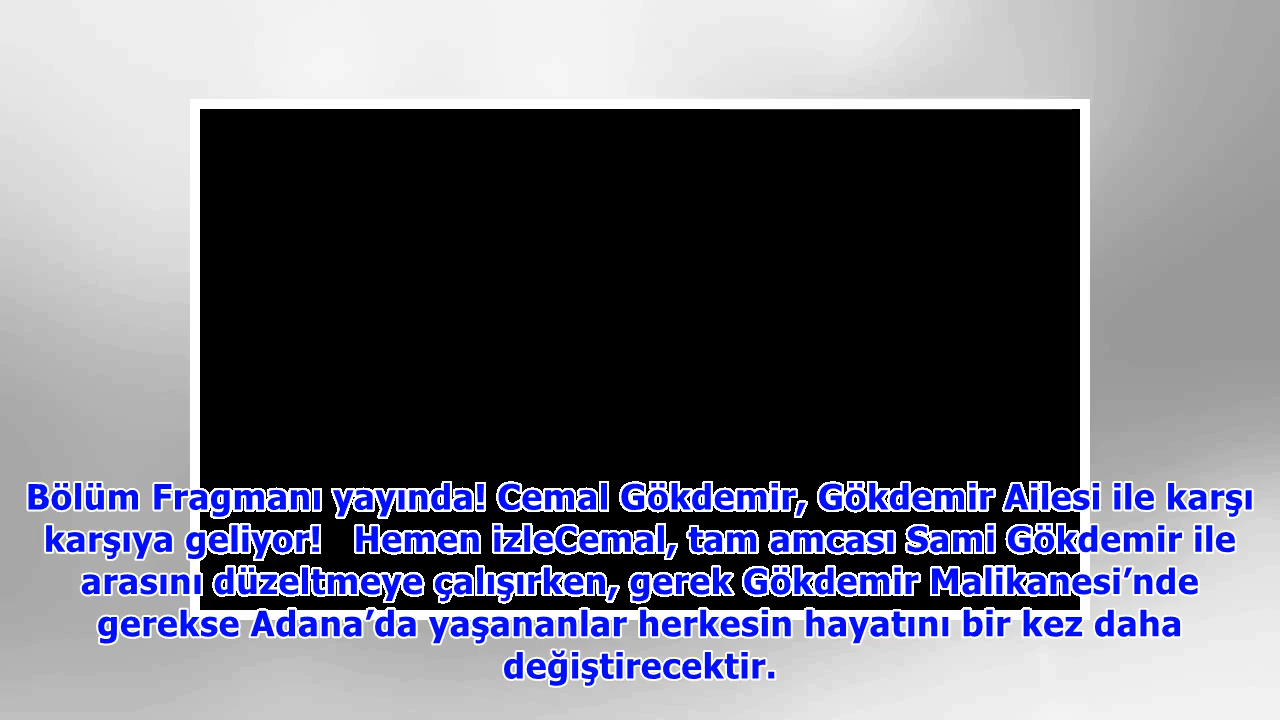 Bölüm Fragmanı yayında! Cemal Gökdemir, Gökdemir Ailesi ile karşı
karşıya geliyor!   Hemen izleCemal, tam amcası Sami Gökdemir ile
arasını düzeltmeye çalışırken, gerek Gökdemir Malikanesi’nde
gerekse Adana’da yaşananlar herkesin hayatını bir kez daha
değiştirecektir.